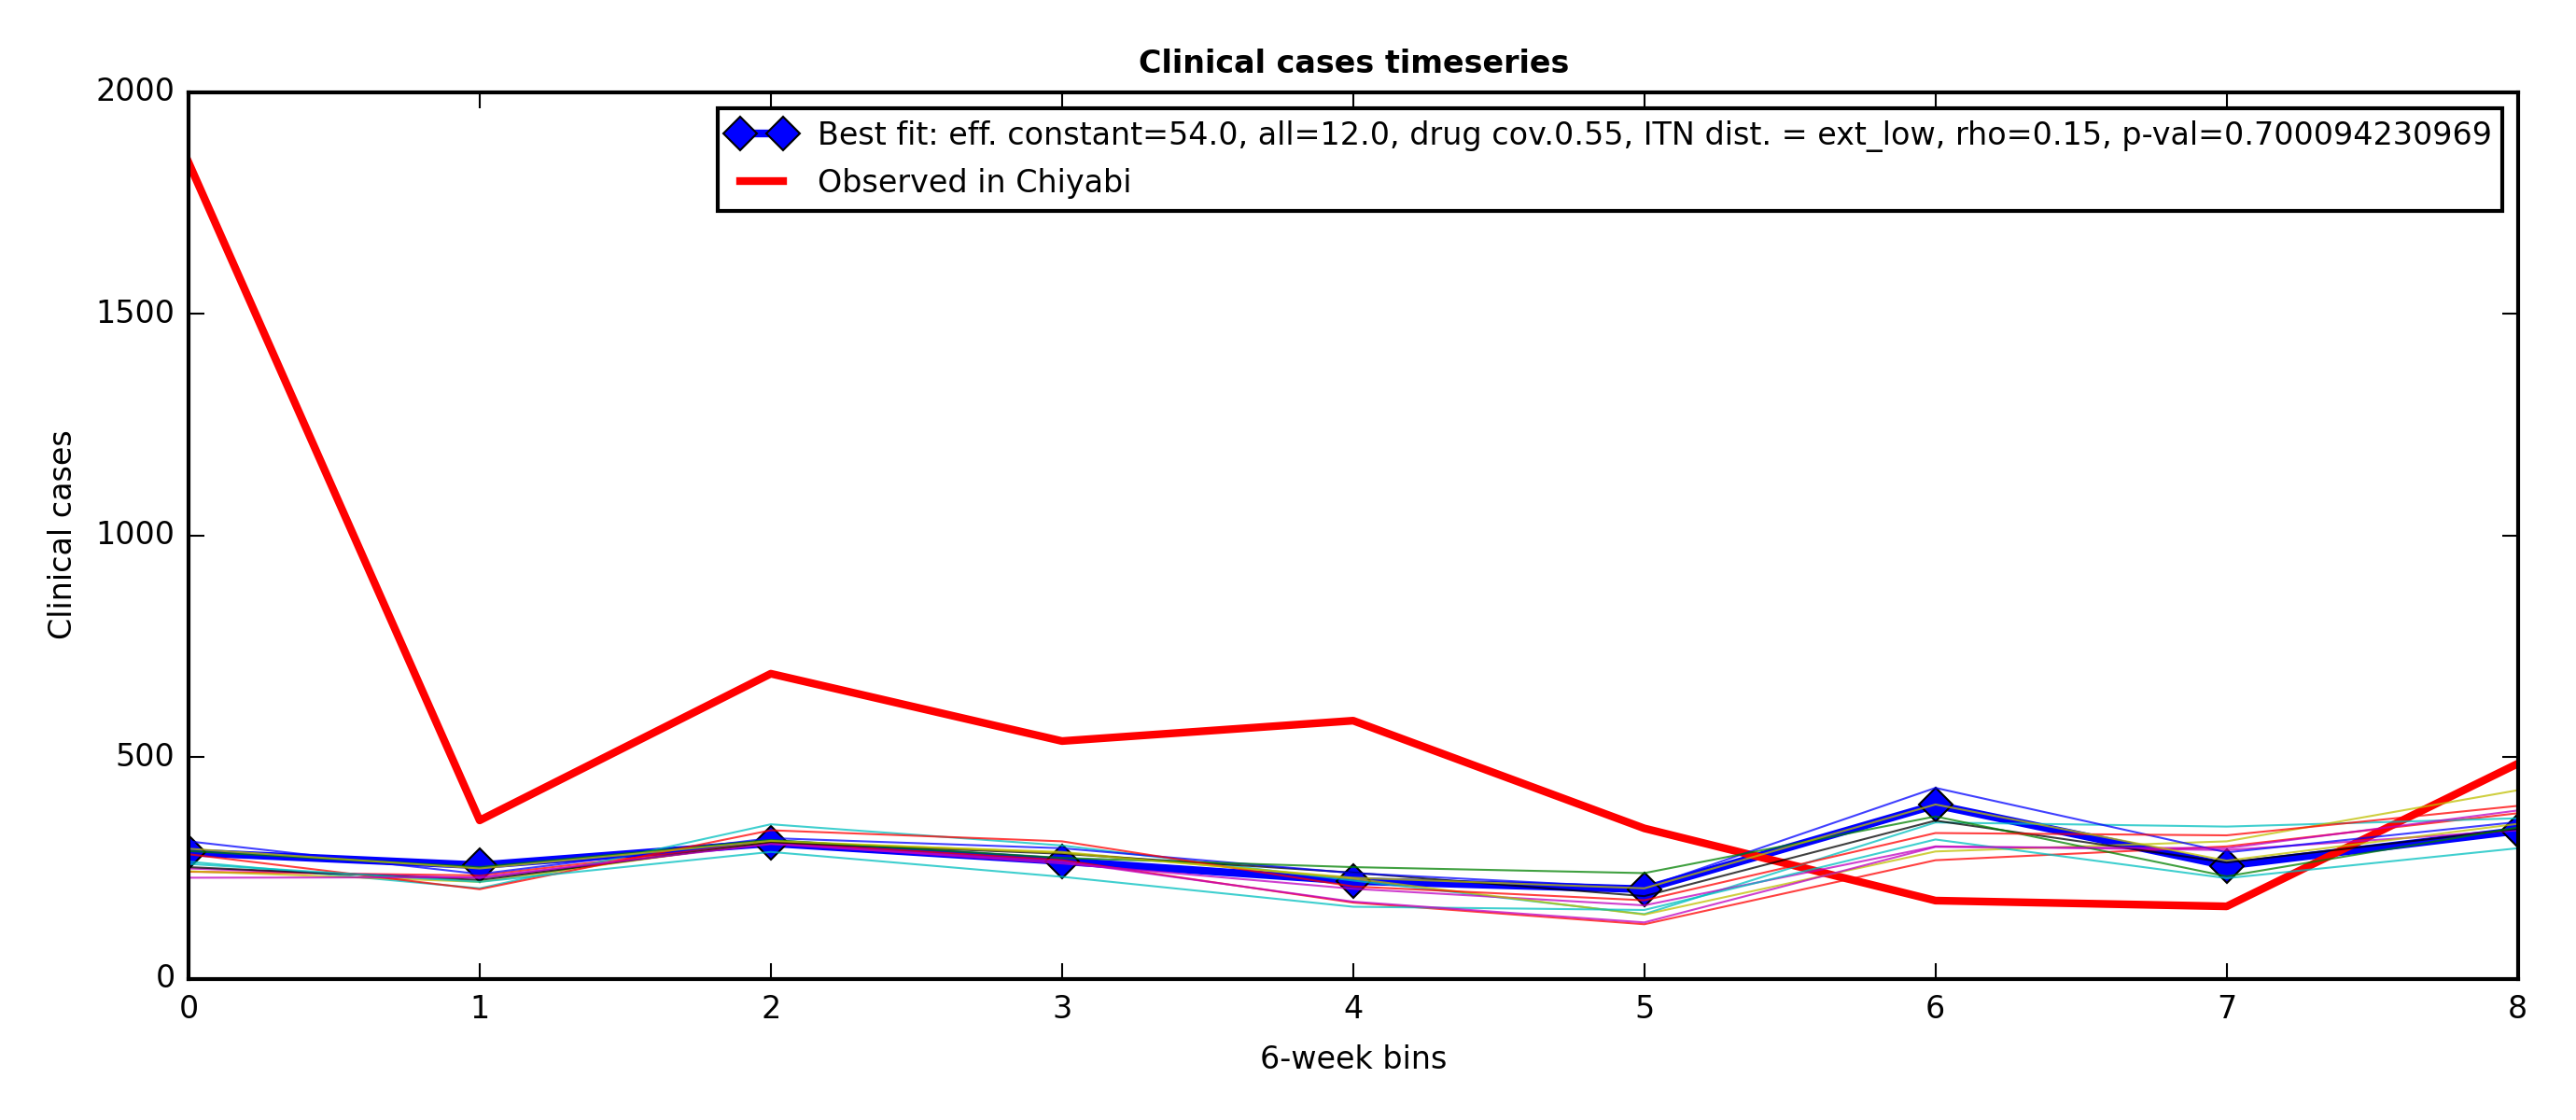 Clinical cases timeseries
2000
1500
1000
500
0
Clinical cases
Best fit: eff. constant=54.0, all=12.0, drug cov.0.55, ITN dist. = ext_low, rho=0.15, p-val=0.700094230969
Observed in Chiyabi
0 1 2 3 4 5 6 7 8
6-week bins